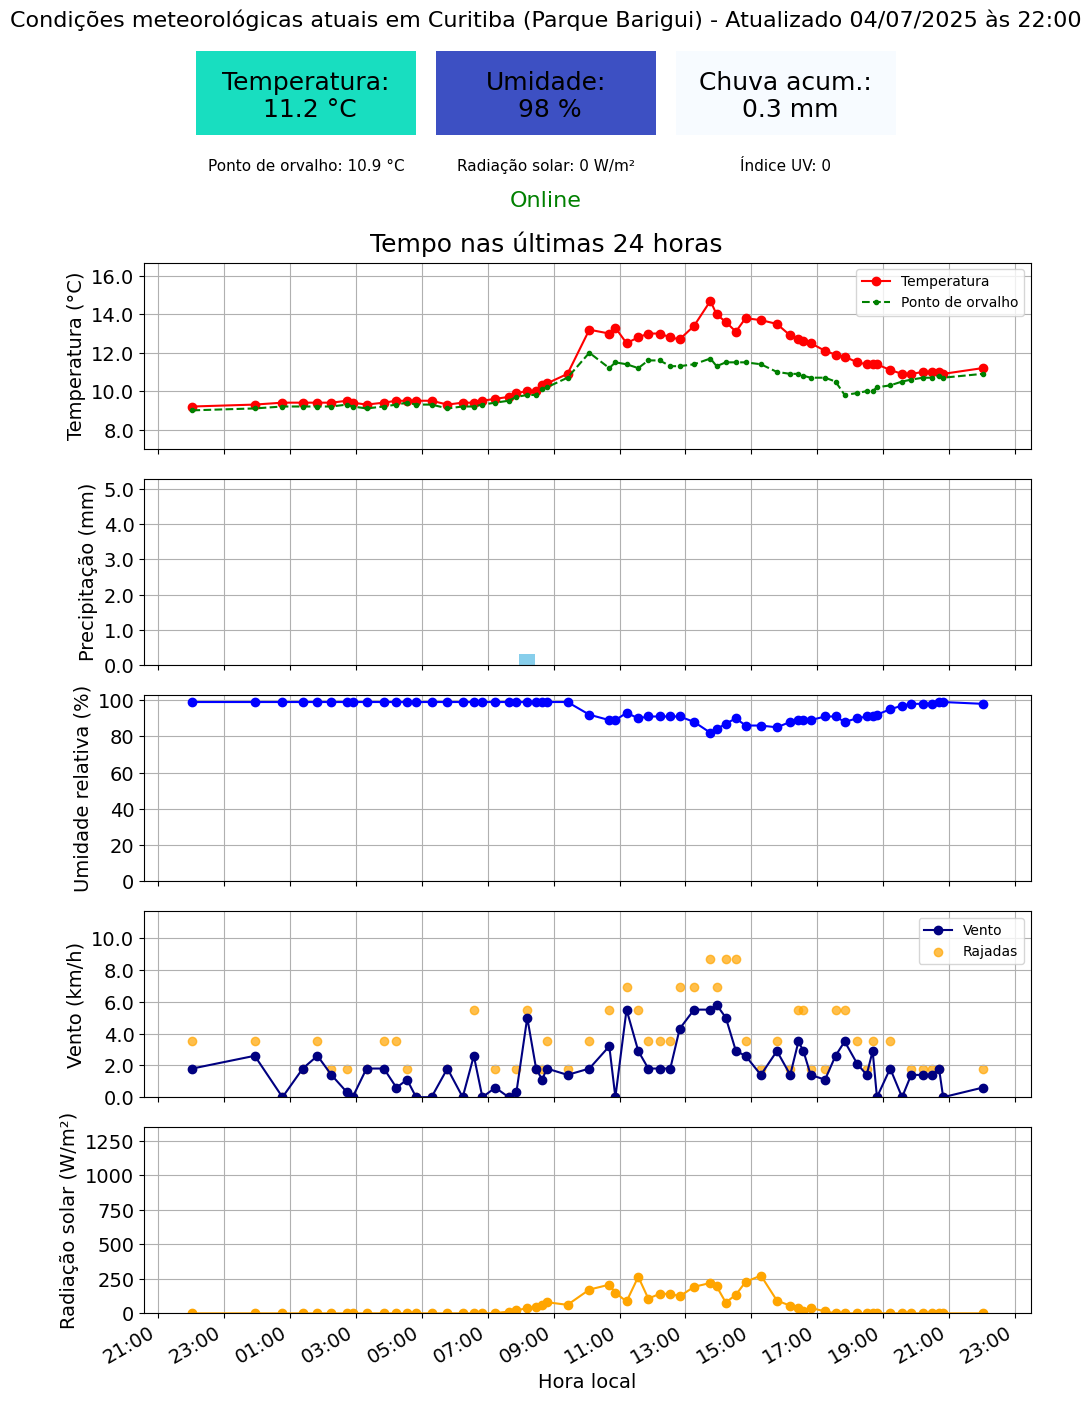 Condições meteorológicas atuais em Curitiba (Parque Barigui) - Atualizado 04/07/2025 às 22:00
Temperatura:
11.2 °C
Umidade:
98 %
Chuva acum.:
0.3 mm
Ponto de orvalho: 10.9 °C
Radiação solar: 0 W/m²
Índice UV: 0
Online
Tempo nas últimas 24 horas
Temperatura (°C)
16.0
14.0
12.0
10.0
8.0
Temperatura
Ponto de orvalho
Precipitação (mm)
5.0
4.0
3.0
2.0
1.0
0.0
Umidade relativa (%)
100
80
60
40
20
0
Vento (km/h)
10.0
8.0
6.0
4.0
2.0
0.0
Vento
Rajadas
Radiação solar (W/m²)
1250
1000
750
500
250
0
21:00
23:00
01:00
03:00
05:00
07:00
09:00
11:00
13:00
15:00
17:00
19:00
21:00
23:00
Hora local